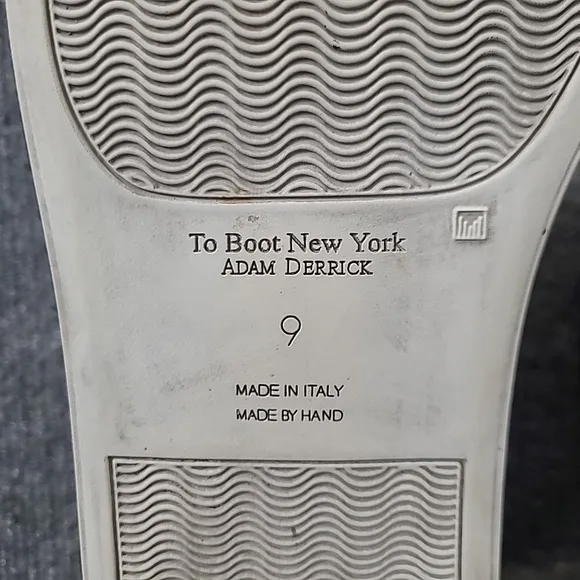 To Boot New York
ADAM DERRICK
9
MADE IN ITALY
MADE BY HAND